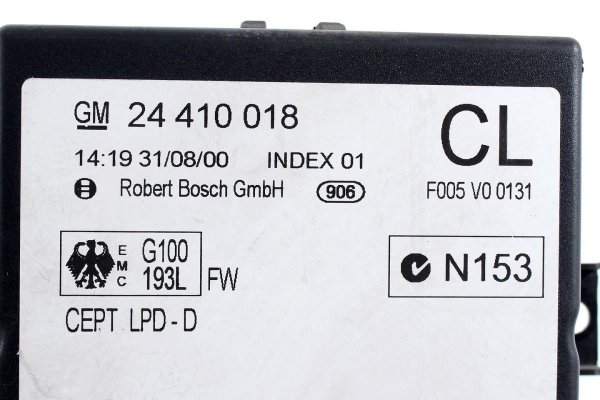 GM 24 410 018
CL
14:19 31/08/00 INDEX 01
Robert Bosch GmbH 906
F005 V0 0131
EMC G100
193L FW
N153
CEPT LPD - D